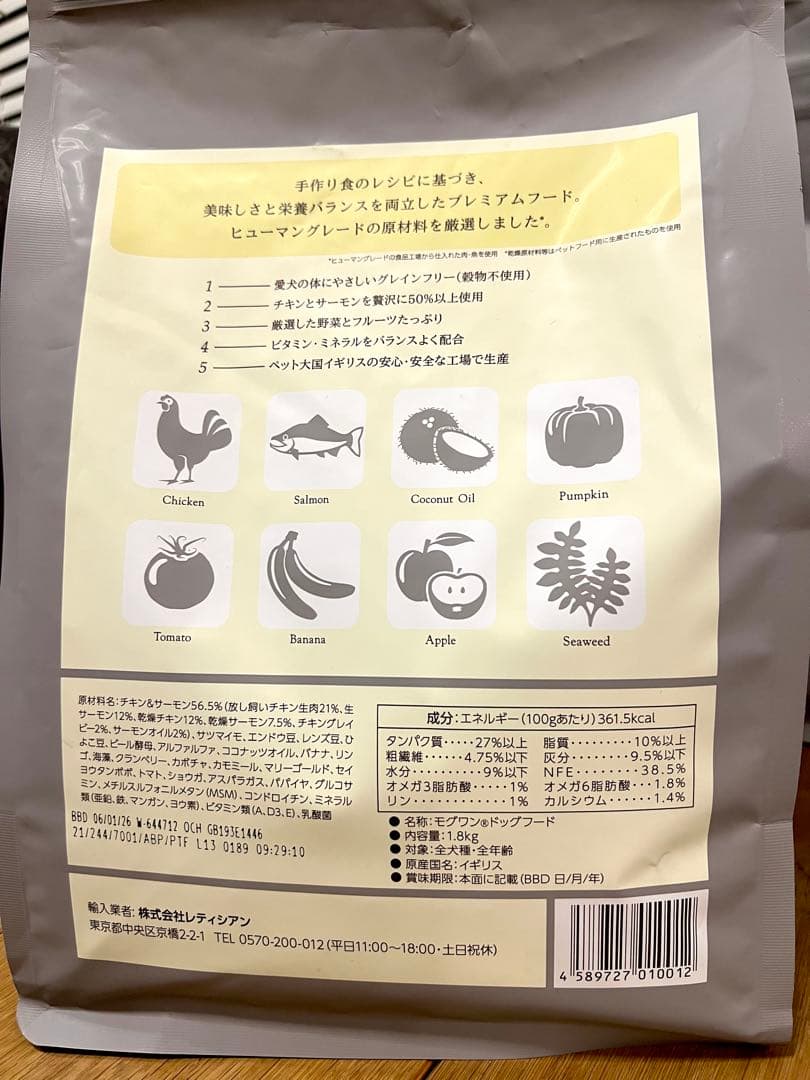 手作り食のレシピに基づき、
美味しさと栄養バランスを両立したプレミアムフード。
ヒューマングレードの原材料を厳選しました*。
*ヒューマングレードの食品工場から仕入れた肉・魚を使用 *乾燥原材料等はペットフード用に生産されたものを使用
1 愛犬の体にやさしいグレインフリー(穀物不使用)
2 チキンとサーモンを贅沢に50%以上使用
3 厳選した野菜とフルーツたっぷり
4 ビタミン・ミネラルをバランスよく配合
5 ペット大国イギリスの安心・安全な工場で生産
Chicken Salmon Coconut Oil Pumpkin
Tomato Banana Apple Seaweed
原材料名:チキン&サーモン56.5%(放し飼いチキン生肉21%、生
サーモン12%、乾燥チキン12%、乾燥サーモン7.5%、チキングレイ
ビー2%、サーモンオイル2%)、サツマイモ、エンドウ豆、レンズ豆、ひ
よこ豆、ビール酵母、アルファルファ、ココナッツオイル、バナナ、リン
ゴ、海藻、クランベリー、カボチャ、カモミール、マリーゴールド、セイ
ヨウタンポポ、トマト、ショウガ、アスパラガス、パパイヤ、グルコサ
ミン、メチルスルフォニルメタン(MSM)、コンドロイチン、ミネラル
類(亜鉛、鉄、マンガン、ヨウ素)、ビタミン類(A、D3、E)、乳酸菌
BBD 06/01/26 W-644712 OCH GB193E1446
21/244/7001/ABP/PTF L13 0189 09:29:10
成分:エネルギー(100gあたり)361.5kcal
タンパク質・・・・・27%以上 脂質・・・・・・・・10%以上
粗繊維・・・・・4.75%以下 灰分・・・・・・・9.5%以下
水分・・・・・・・・・9%以下 NFE・・・・・・・38.5%
オメガ3脂肪酸・・・・・1% オメガ6脂肪酸・・・1.8%
リン・・・・・・・・・・・・1% カルシウム・・・・・1.4%
● 名称:モグワン®ドッグフード
● 内容量:1.8kg
● 対象:全犬種・全年齢
● 原産国名:イギリス
● 賞味期限:本面に記載(BBD 日/月/年)
輸入業者:株式会社レティシアン
東京都中央区京橋2-2-1 TEL 0570-200-012(平日11:00〜18:00・土日祝休)
4 589727 010012